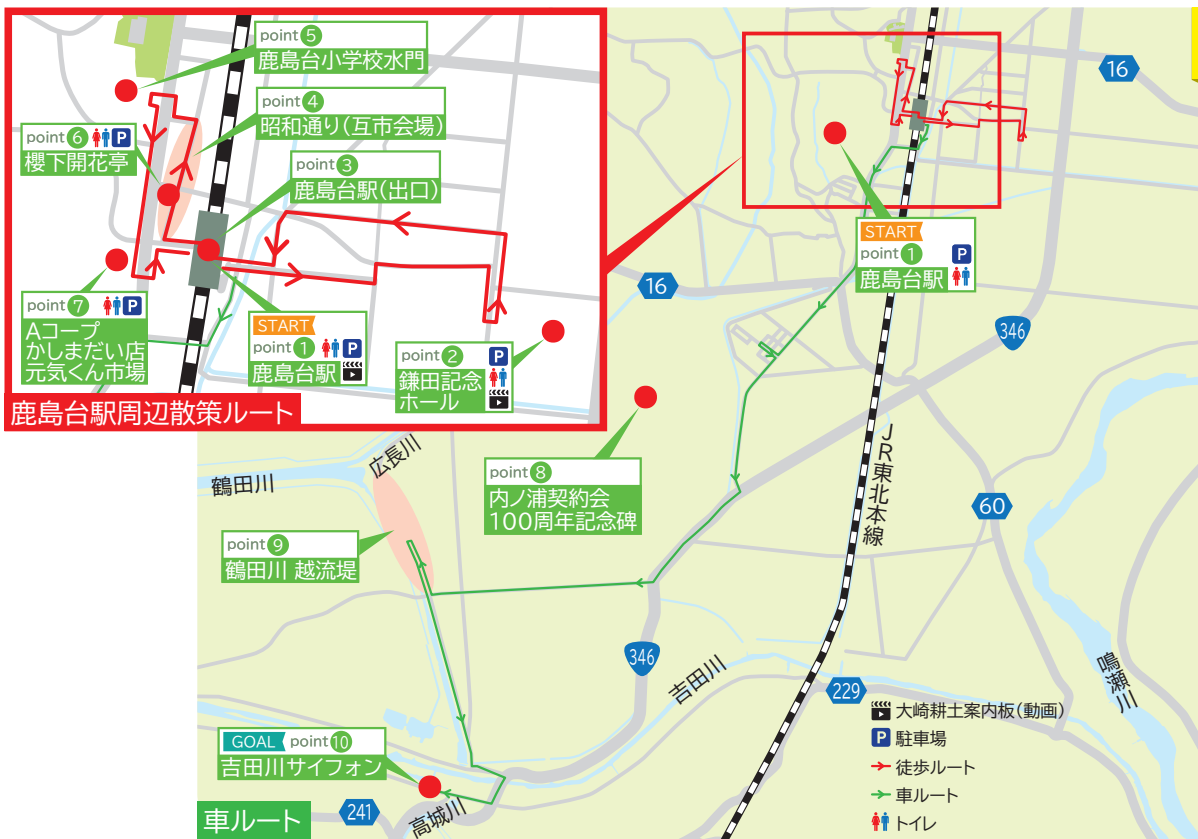 point 5
鹿島台小学校水門
point 4
昭和通り(互市会場)
point 6 P
櫻下開花亭
point 3
鹿島台駅(出口)
point 7 P
Aコープ
かしまだい店
元気くん市場
START
point 1 P
鹿島台駅
point 2 P
鎌田記念
ホール
鹿島台駅周辺散策ルート
16
START
point 1 P
鹿島台駅
16
346
JR東北本線
point 8
内ノ浦契約会
100周年記念碑
広長川
鶴田川
60
point 9
鶴田川 越流堤
346
吉田川
229
鳴瀬川
GOAL point 10
吉田川サイフォン
241
高城川
車ルート
大崎耕土案内板(動画)
P 駐車場
徒歩ルート
車ルート
トイレ